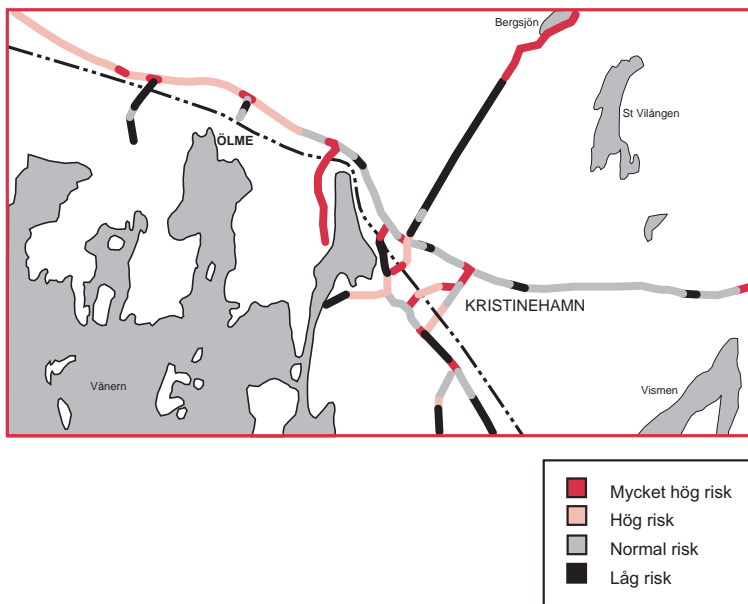 Bergsjön
St Vilången
ÖLME
KRISTINEHAMN
Vänern
Vismen
Mycket hög risk
Hög risk
Normal risk
Låg risk